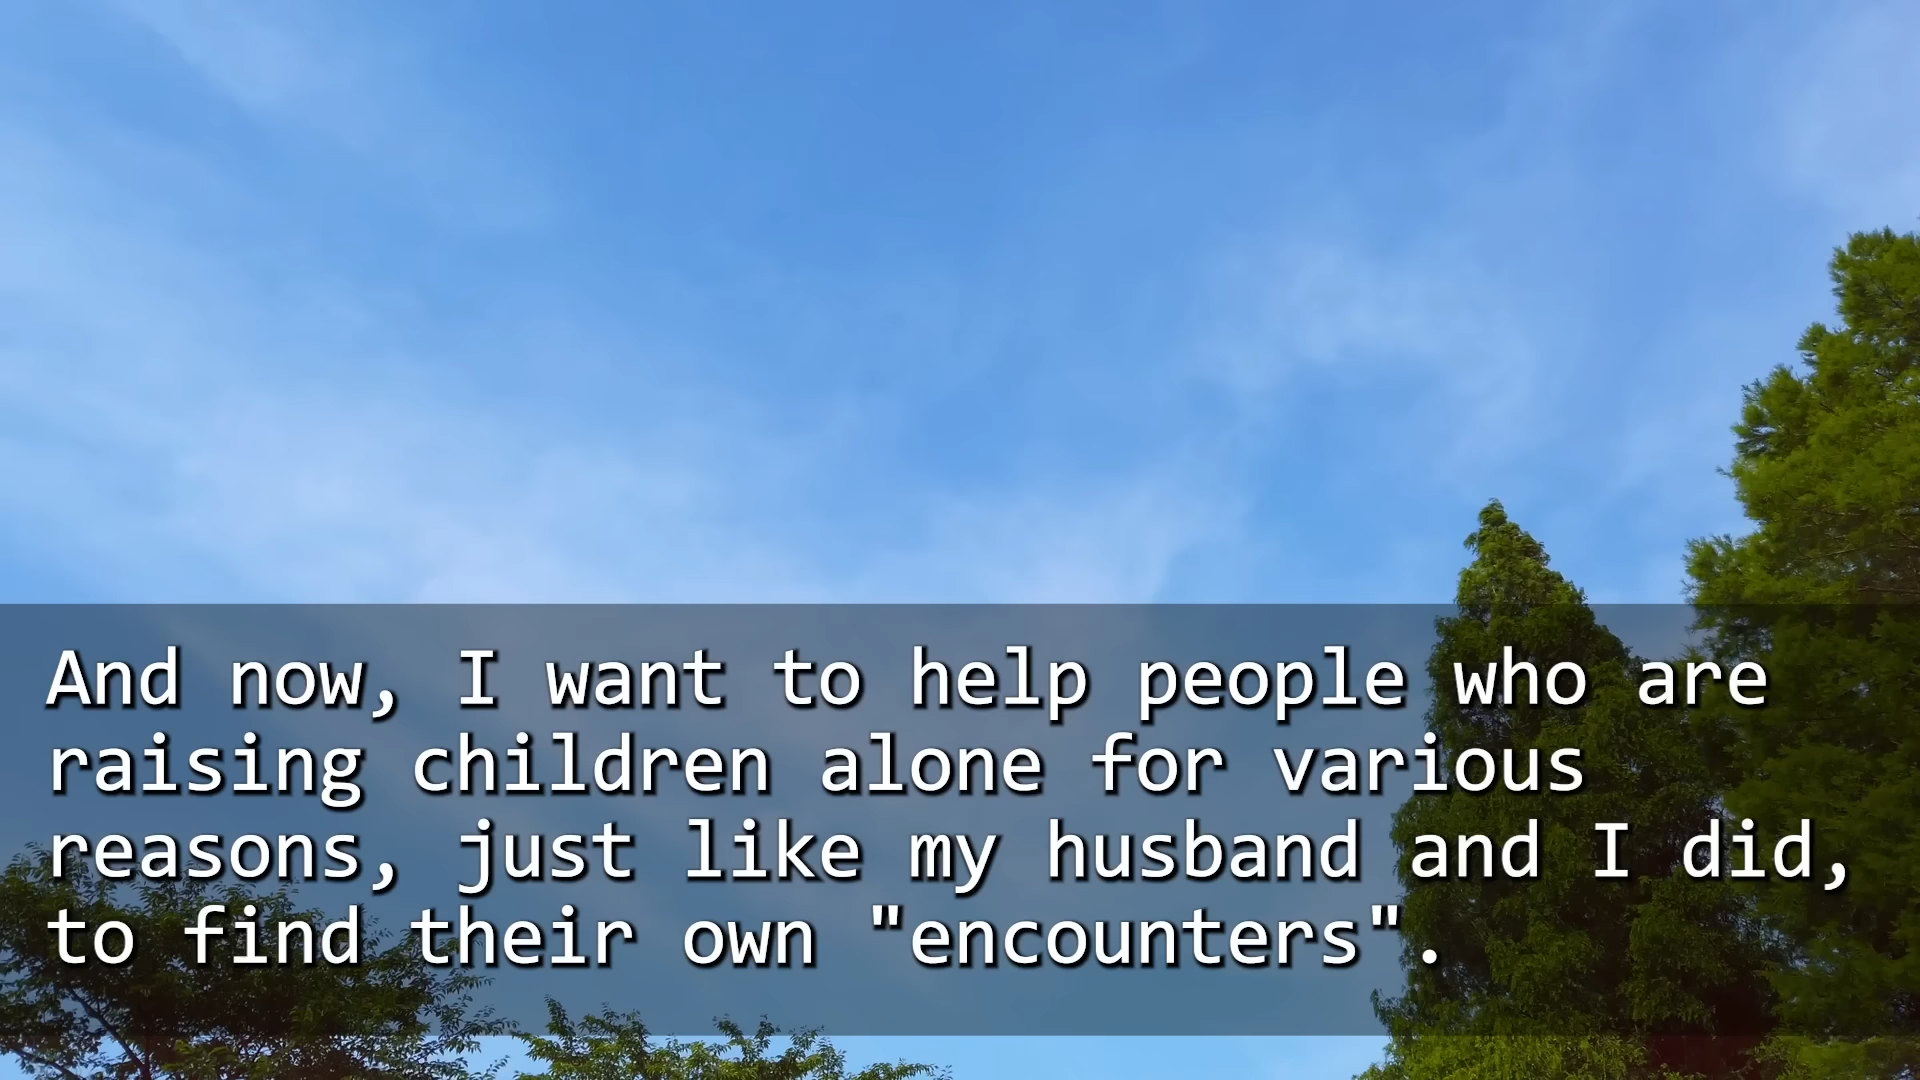 And now, I want to help people who are
raising children alone for various
reasons, just like my husband and I did,
to find their own "encounters".